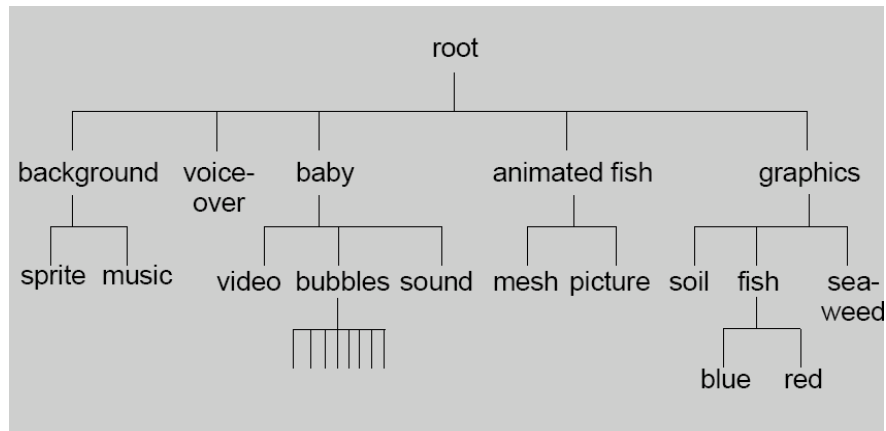 root
background voice- baby animated fish graphics
over
sprite music video bubbles sound mesh picture soil fish sea-
weed
blue red